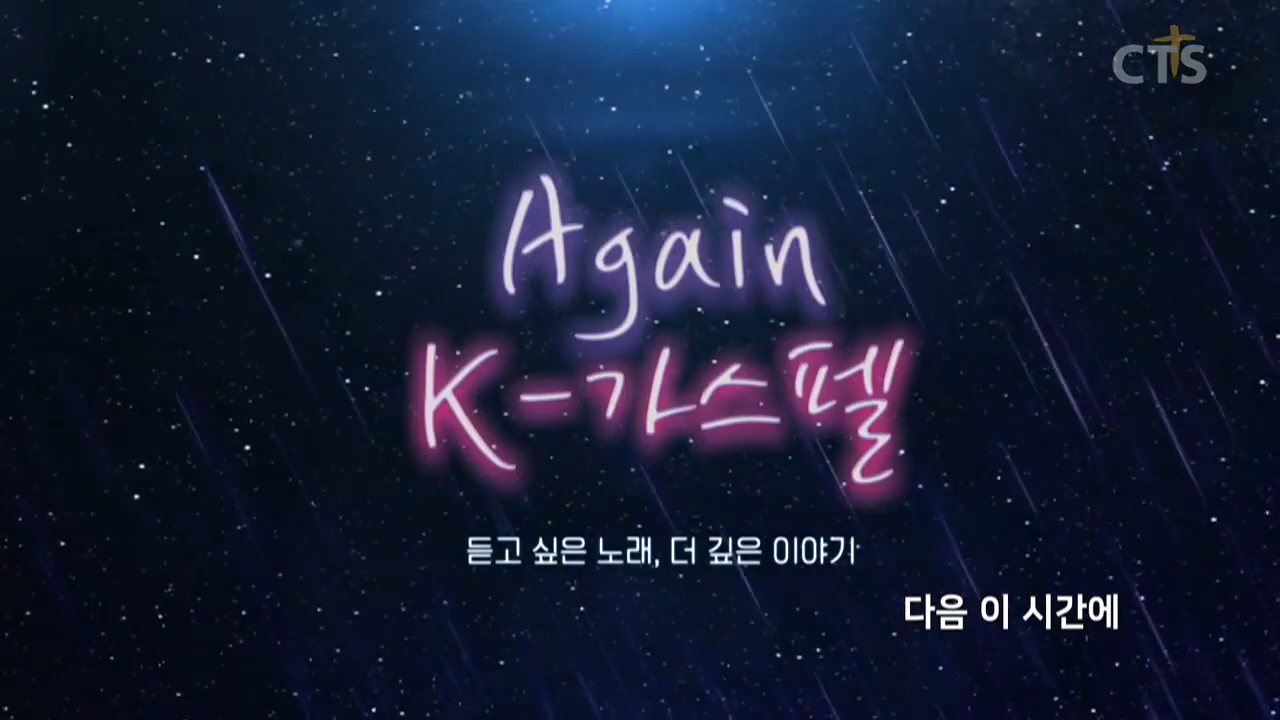 CTS
Again
K-가스펠
듣고 싶은 노래, 더 깊은 이야기
다음 이 시간에